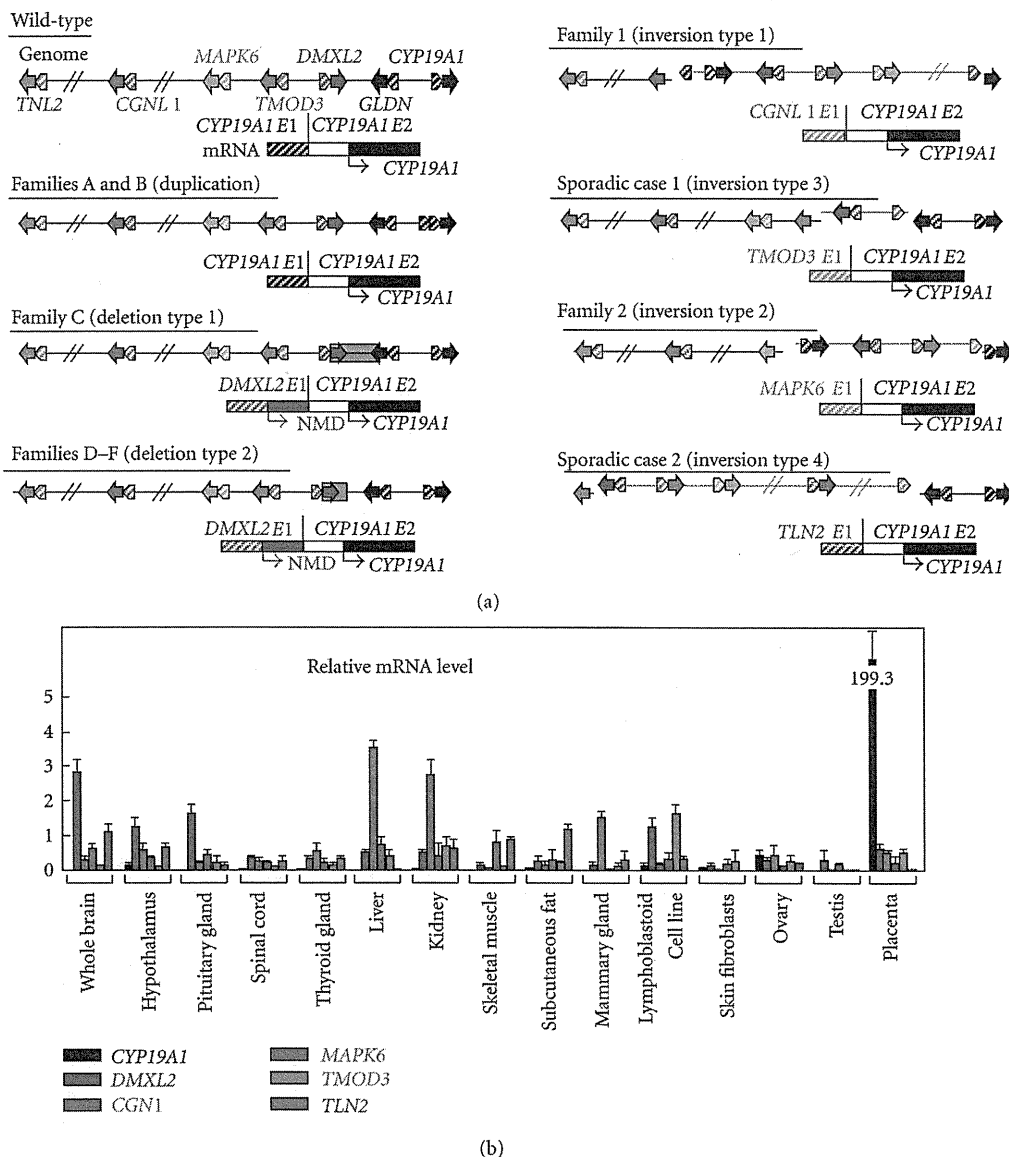 Wild-type
Genome
MAPK6
DMXL2
CYP19A1
TNL2
CGNL 1
TMOD3
GLDN
CYP19A1 E1
CYP19A1 E2
mRNA
CYP19A1
Families A and B (duplication)
CYP19A1 E1
CYP19A1 E2
CYP19A1
Family C (deletion type 1)
DMXL2 E1
CYP19A1 E2
NMD
CYP19A1
Families D–F (deletion type 2)
DMXL2 E1
CYP19A1 E2
NMD
CYP19A1
Family 1 (inversion type 1)
CGNL 1 E1
CYP19A1 E2
CYP19A1
Sporadic case 1 (inversion type 3)
TMOD3 E1
CYP19A1 E2
CYP19A1
Family 2 (inversion type 2)
MAPK6 E1
CYP19A1 E2
CYP19A1
Sporadic case 2 (inversion type 4)
TLN2 E1
CYP19A1 E2
CYP19A1
(a)
Relative mRNA level
199.3
5
4
3
2
1
0
Whole brain
Hypothalamus
Pituitary gland
Spinal cord
Thyroid gland
Liver
Kidney
Skeletal muscle
Subcutaneous fat
Mammary gland
Lymphoblastoid
Cell line
Skin fibroblasts
Ovary
Testis
Placenta
CYP19A1
DMXL2
CGN1
MAPK6
TMOD3
TLN2
(b)